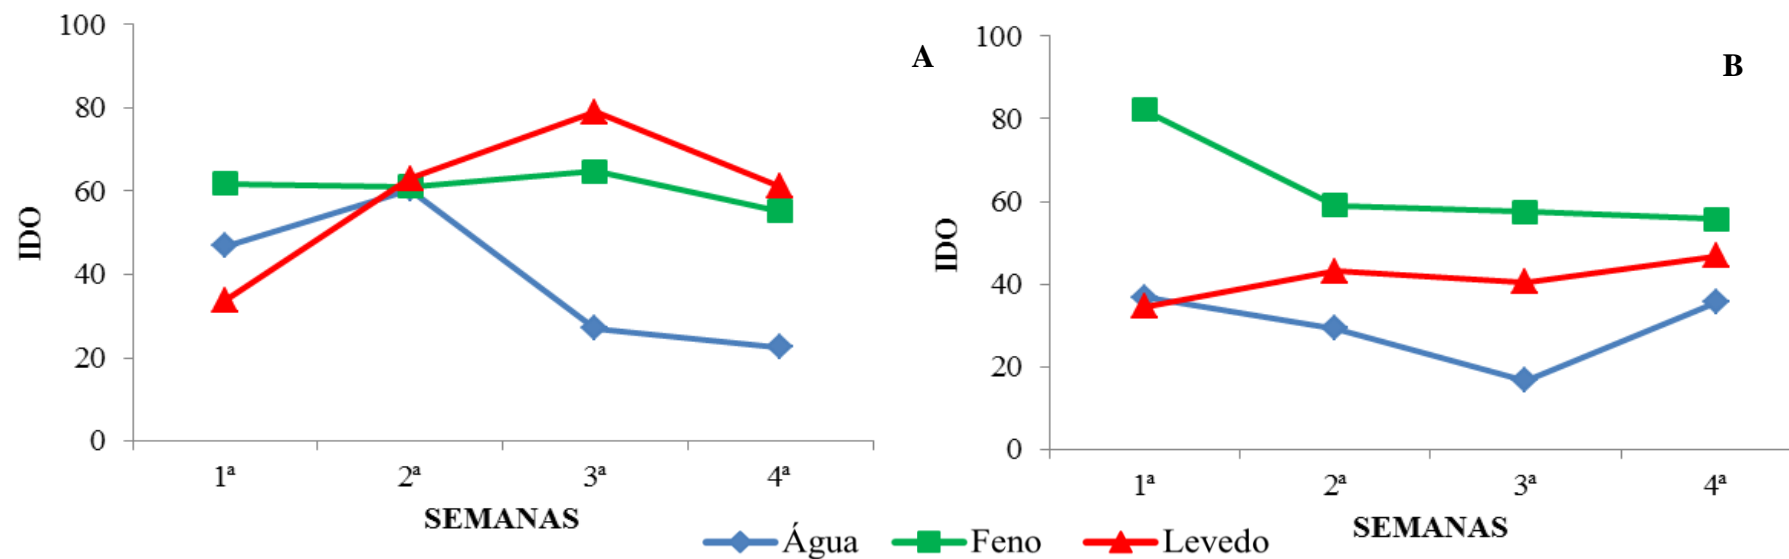 A
IDO
100
80
60
40
20
0
1ª 2ª 3ª 4ª
SEMANAS
B
IDO
100
80
60
40
20
0
1ª 2ª 3ª 4ª
SEMANAS
Água Feno Levedo